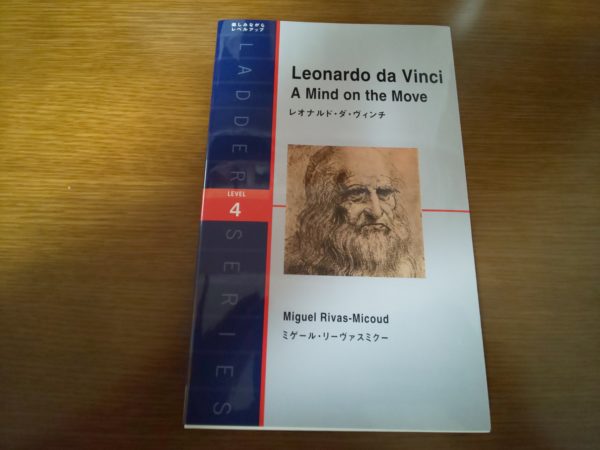 楽しみながら
レベルアップ
LADDER SERIES
LEVEL
4
Leonardo da Vinci
A Mind on the Move
レオナルド・ダ・ヴィンチ
Miguel Rivas-Micoud
ミゲール・リーヴァスミクー